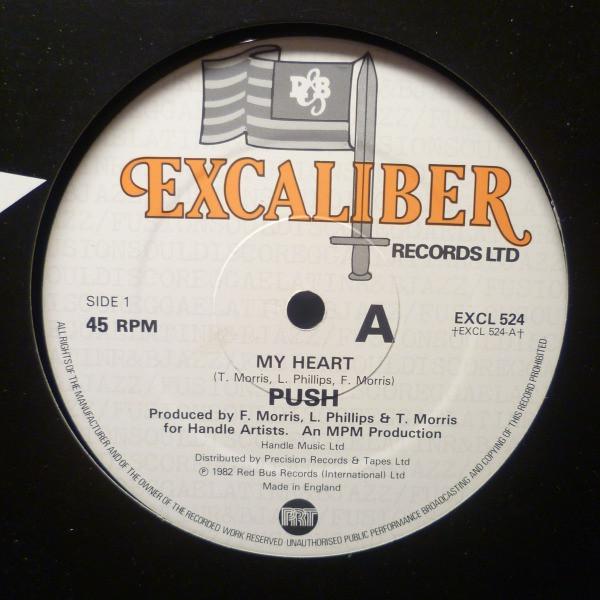 R&B
EXCALIBER
RECORDS LTD
SIDE 1
45 RPM
A
EXCL 524
†EXCL 524-A†
MY HEART
(T. Morris, L. Phillips, F. Morris)
PUSH
Produced by F. Morris, L. Phillips & T. Morris
for Handle Artists. An MPM Production
Handle Music Ltd
Distributed by Precision Records & Tapes Ltd
℗ 1982 Red Bus Records (International) Ltd
Made in England
PRT
ALL RIGHTS OF THE MANUFACTURER AND OF THE OWNER OF THE RECORDED WORK RESERVED UNAUTHORISED PUBLIC PERFORMANCE BROADCASTING AND COPYING OF THIS RECORD PROHIBITED